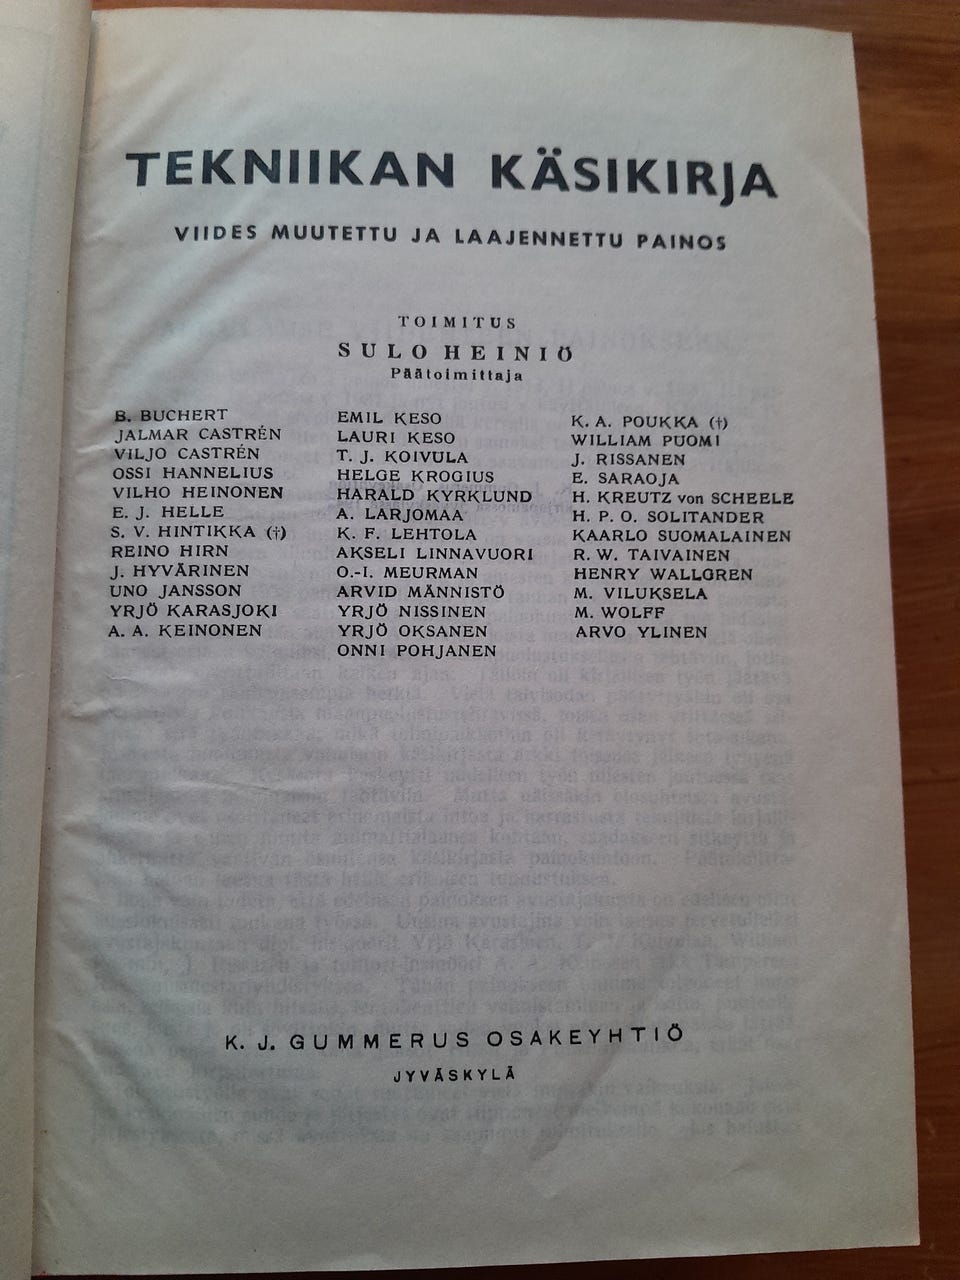 TEKNIIKAN KÄSIKIRJA
VIIDES MUUTETTU JA LAAJENNETTU PAINOS
TOIMITUS
SULO HEINIÖ
Päätoimittaja
B. BUCHERT
JALMAR CASTRÉN
VILJO CASTRÉN
OSSI HANNELIUS
VILHO HEINONEN
E. J. HELLE
S. V. HINTIKKA (†)
REINO HIRN
J. HYVÄRINEN
UNO JANSSON
YRJÖ KARASJOKI
A. A. KEINONEN
EMIL KESO
LAURI KESO
T. J. KOIVULA
HELGE KROGIUS
HARALD KYRKLUND
A. LARJOMAA
K. F. LEHTOLA
AKSELI LINNAVUORI
O.-I. MEURMAN
ARVID MÄNNISTÖ
YRJÖ NISSINEN
YRJÖ OKSANEN
ONNI POHJANEN
K. A. POUKKA (†)
WILLIAM PUOMI
J. RISSANEN
E. SARAOJA
H. KREUTZ von SCHEELE
H. P. O. SOLITANDER
KAARLO SUOMALAINEN
R. W. TAIVAINEN
HENRY WALLGREN
M. VILUKSELA
M. WOLFF
ARVO YLINEN
K. J. GUMMERUS OSAKEYHTIÖ
JYVÄSKYLÄ